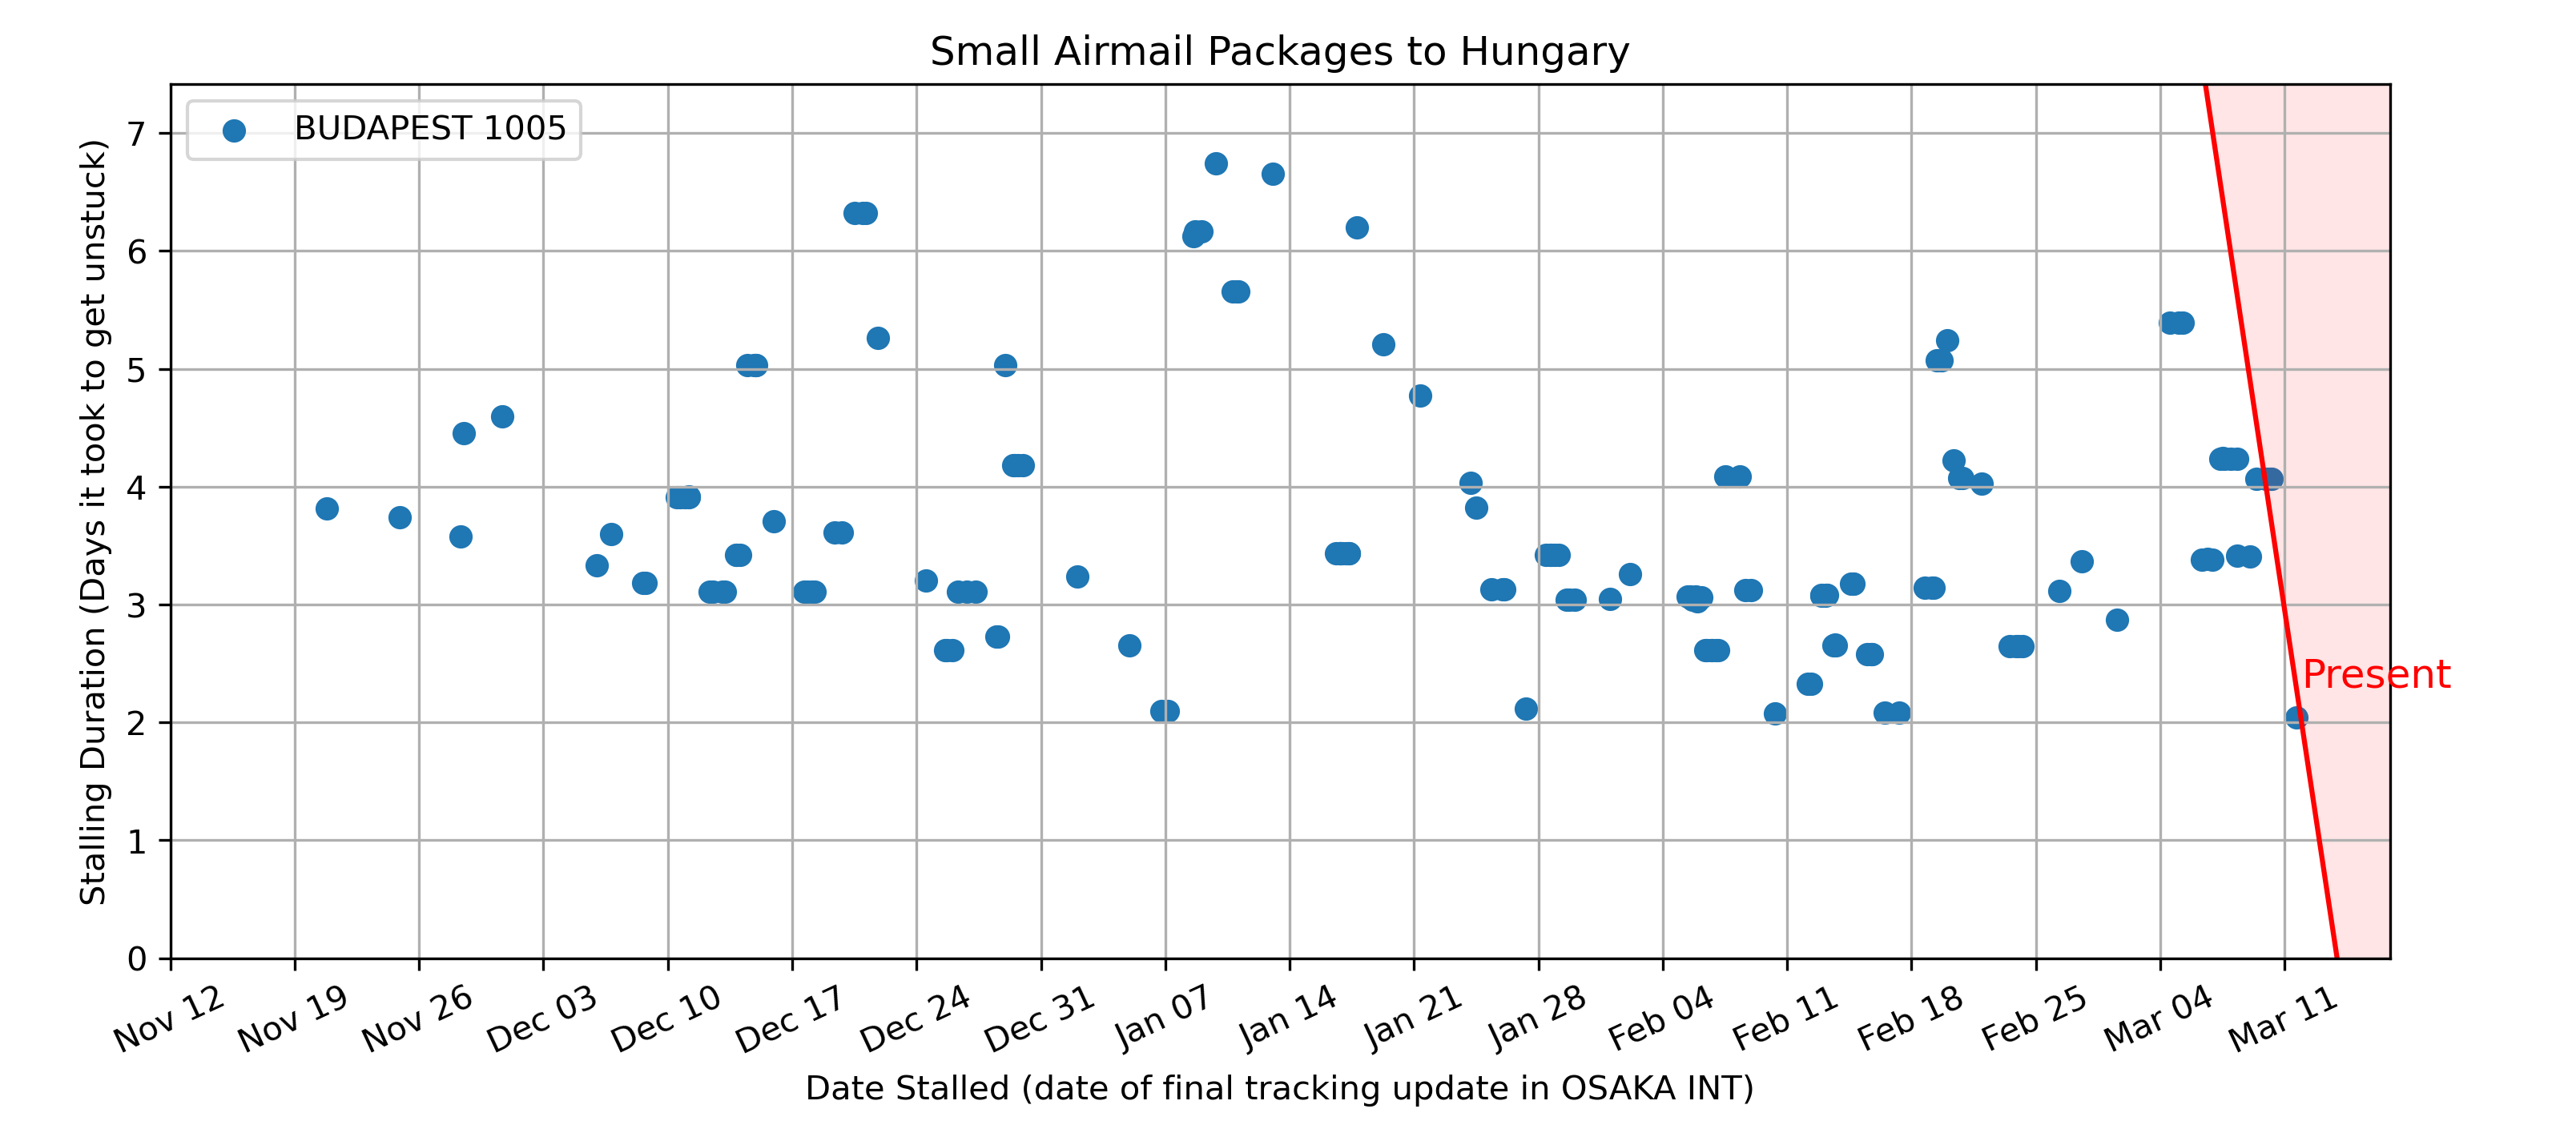 Small Airmail Packages to Hungary
BUDAPEST 1005
Stalling Duration (Days it took to get unstuck)
7
6
5
4
3
2
1
0
Present
Nov 12 Nov 19 Nov 26 Dec 03 Dec 10 Dec 17 Dec 24 Dec 31 Jan 07 Jan 14 Jan 21 Jan 28 Feb 04 Feb 11 Feb 18 Feb 25 Mar 04 Mar 11
Date Stalled (date of final tracking update in OSAKA INT)